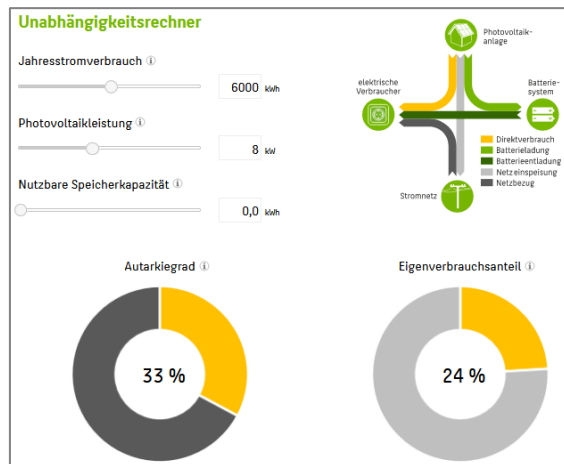 Unabhängigkeitsrechner
Jahresstromverbrauch
6000 kWh
Photovoltaikleistung
8 kW
Nutzbare Speicherkapazität
0,0 kWh
Photovoltaik-
anlage
elektrische
Verbraucher
Batterie-
system
Direktverbrauch
Batterieladung
Batterieentladung
Netzeinspeisung
Netzbezug
Stromnetz
Autarkiegrad
33 %
Eigenverbrauchsanteil
24 %